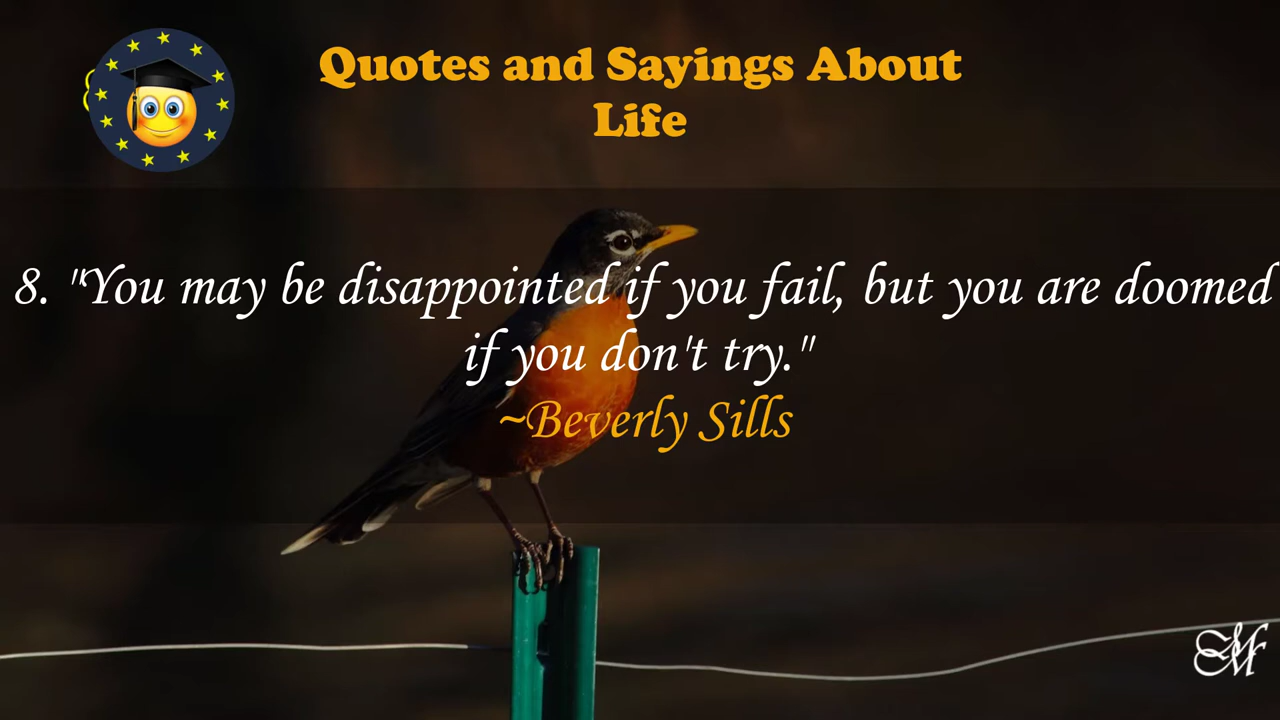 Quotes and Sayings About
Life
8. "You may be disappointed if you fail, but you are doomed
if you don't try."
~Beverly Sills